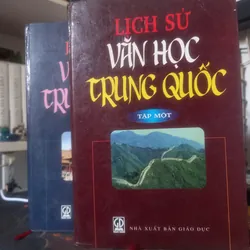 LỊCH SỬ
VĂN HỌC
TRUNG QUỐC
TẬP MỘT
NHÀ XUẤT BẢN GIÁO DỤC